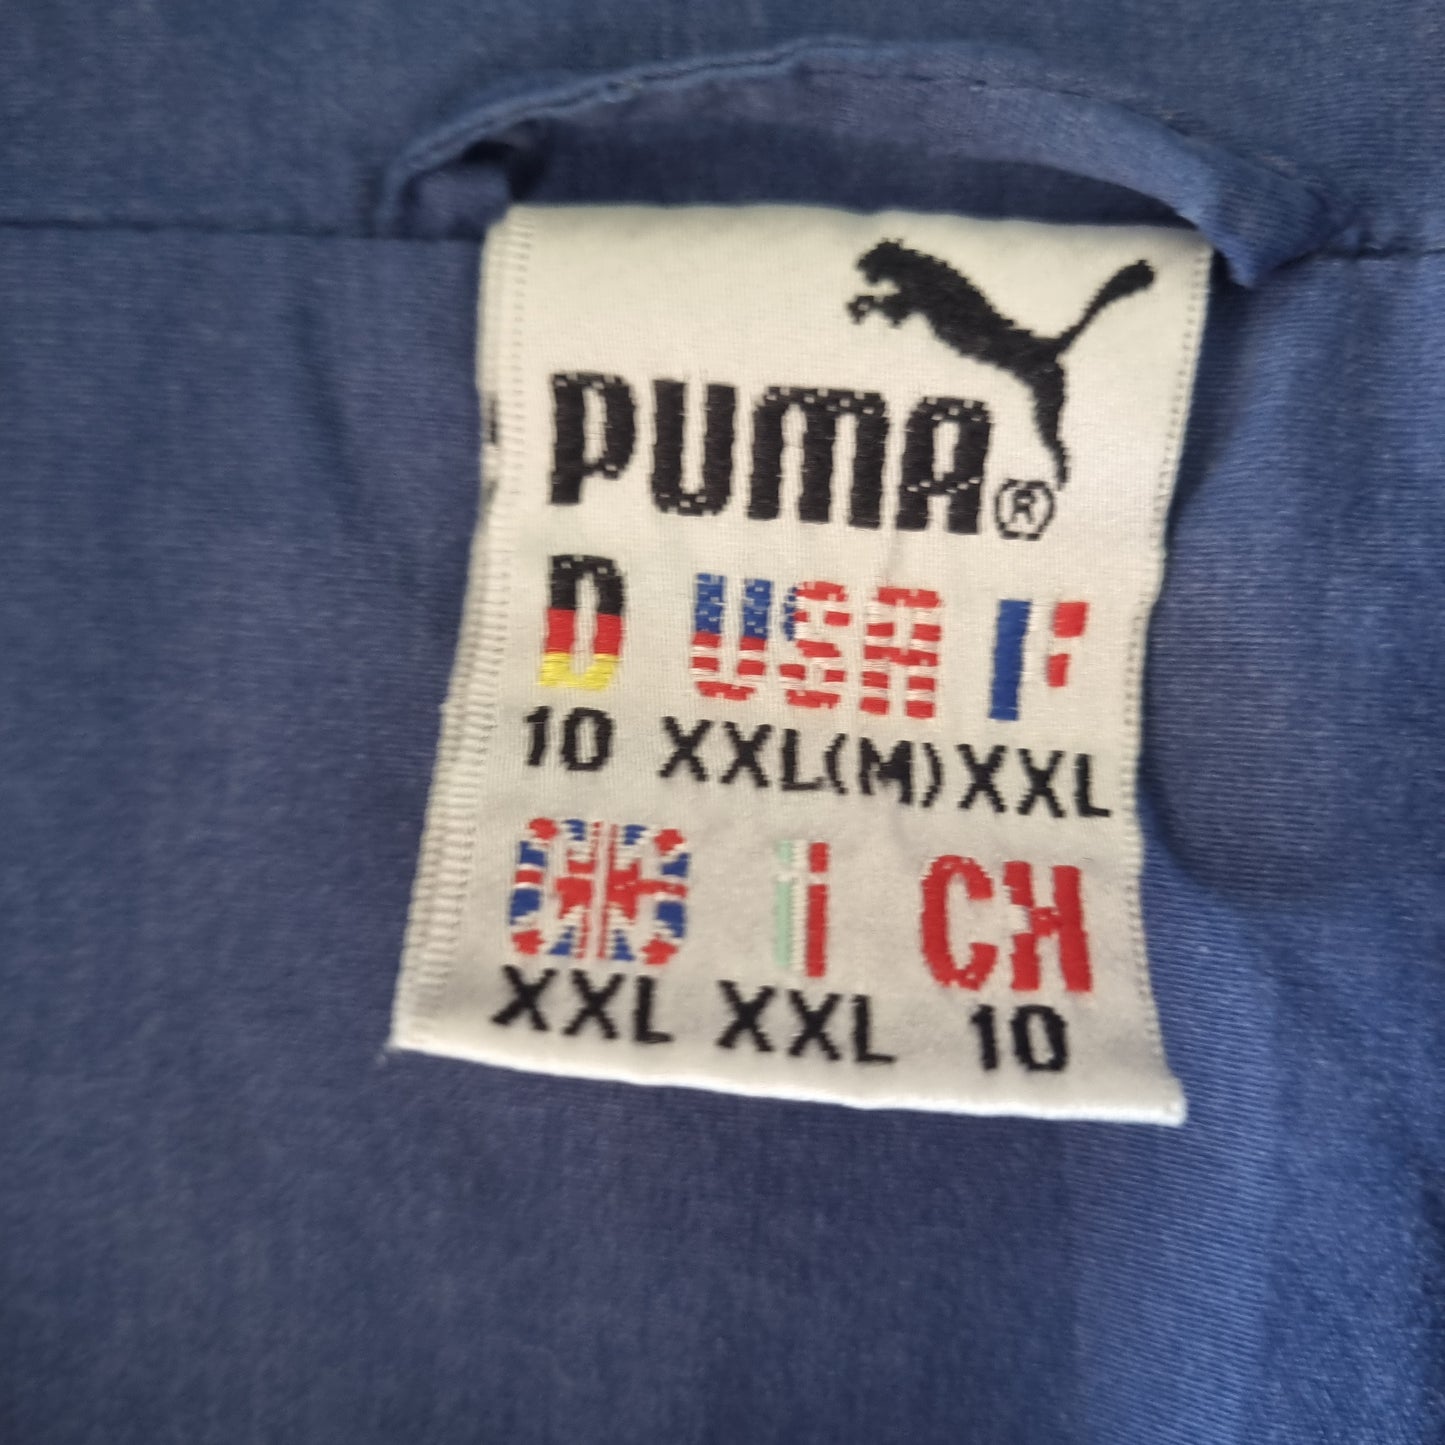 PUMA®
D USA F
10 XXL(M) XXL
GB I CH
XXL XXL 10